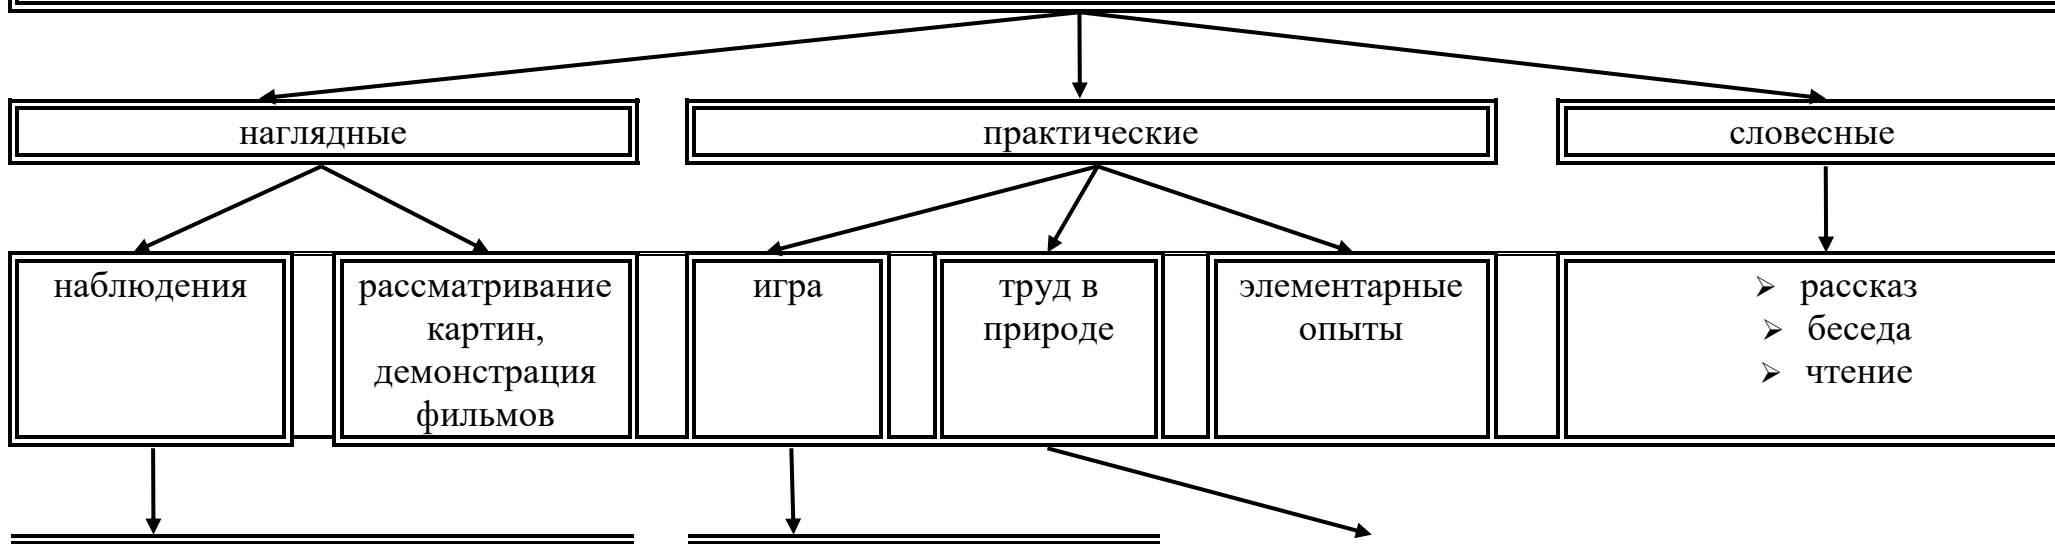 наглядные
практические
словесные
наблюдения
рассматривание
картин,
демонстрация
фильмов
игра
труд в
природе
элементарные
опыты
➢ рассказ
➢ беседа
➢ чтение